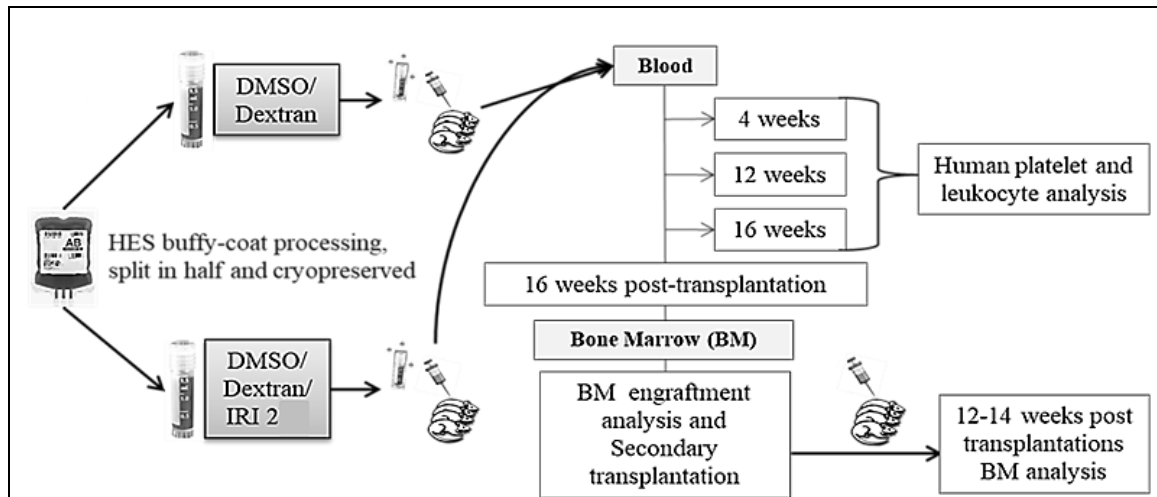 DMSO/
Dextran
HES buffy-coat processing,
split in half and cryopreserved
AB
DMSO/
Dextran/
IRI 2
Blood
4 weeks
12 weeks
16 weeks
Human platelet and
leukocyte analysis
16 weeks post-transplantation
Bone Marrow (BM)
BM engraftment
analysis and
Secondary
transplantation
12-14 weeks post
transplantations
BM analysis